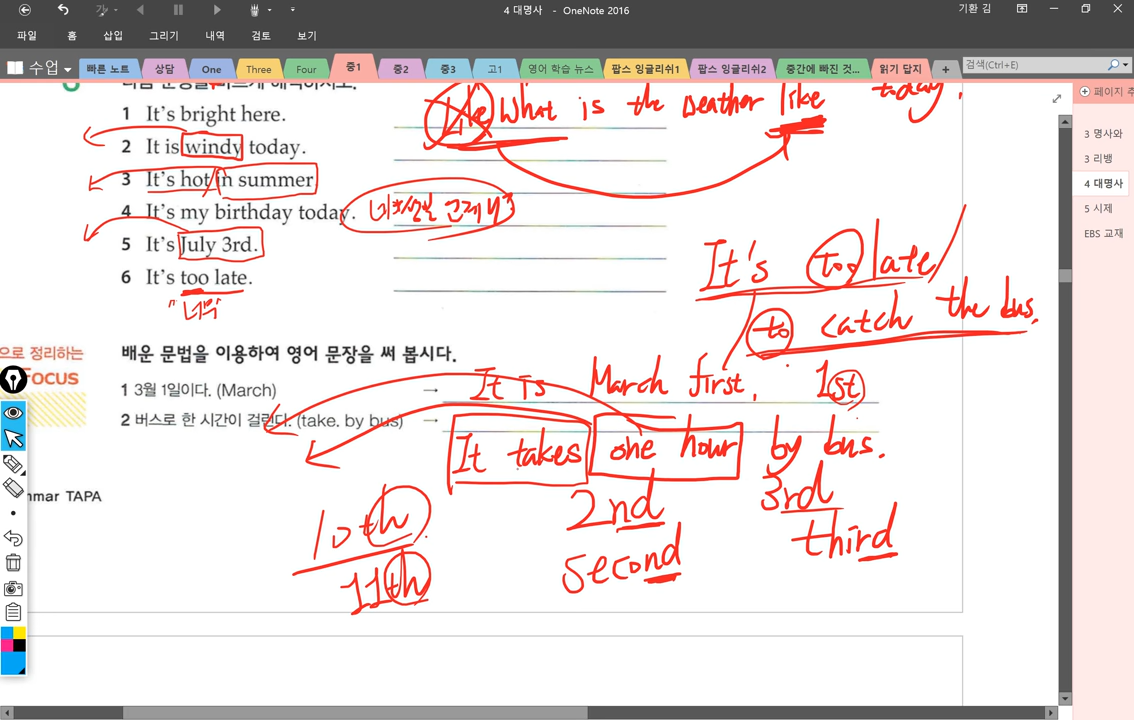 4 대명사 - OneNote 2016
기환 김
파일 홈 삽입 그리기 내역 검토 보기
수업 빠른 노트 상담 One Three Four 중1 중2 중3 고1 영어 학습 뉴스 팝스 잉글리쉬1 팝스 잉글리쉬2 중간에 빠진 것... 읽기 답지 + 검색(Ctrl+E)
페이지 추
3 명사와
3 리뱅
4 대명사
5 시제
EBS 교재
What is the weather like today.
1 It's bright here.
2 It is windy today.
3 It's hot in summer
4 It's my birthday today.
5 It's July 3rd.
6 It's too late.
"너무"
It's too late
to catch the bus.
으로 정리하는
FOCUS
배운 문법을 이용하여 영어 문장을 써 봅시다.
1 3월 1일이다. (March) → It is March first. 1st
2 버스로 한 시간이 걸린다. (take. by bus) → It takes one hour by bus.
mmar TAPA
10th
11th
2nd
second
3rd
third